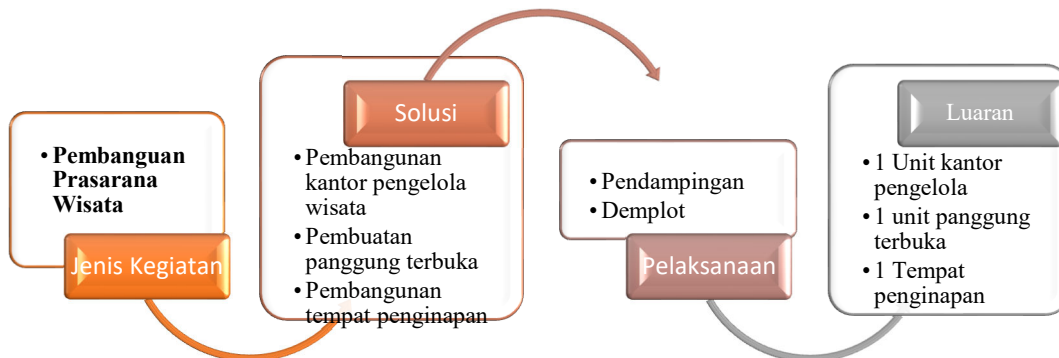 • Pembanguan
Prasarana
Wisata
Jenis Kegiatan
Solusi
• Pembangunan
kantor pengelola
wisata
• Pembuatan
panggung terbuka
• Pembangunan
tempat penginapan
• Pendampingan
• Demplot
Pelaksanaan
Luaran
• 1 Unit kantor
pengelola
• 1 unit panggung
terbuka
• 1 Tempat
penginapan